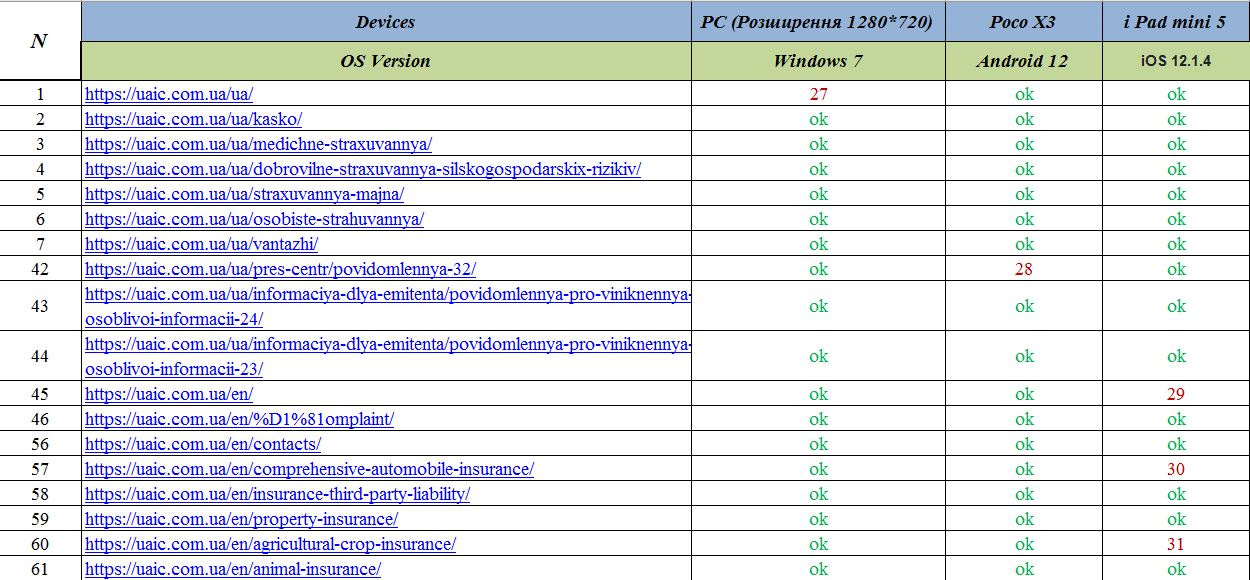 N Devices PC (Розширення 1280*720) Poco X3 i Pad mini 5
OS Version Windows 7 Android 12 iOS 12.1.4
1 https://uaic.com.ua/ua/ 27 ok ok
2 https://uaic.com.ua/ua/kasko/ ok ok ok
3 https://uaic.com.ua/ua/medichne-straxuvannya/ ok ok ok
4 https://uaic.com.ua/ua/dobrovilne-straxuvannya-silskogospodarskix-rizikiv/ ok ok ok
5 https://uaic.com.ua/ua/straxuvannya-majna/ ok ok ok
6 https://uaic.com.ua/ua/osobiste-strahuvannya/ ok ok ok
7 https://uaic.com.ua/ua/vantazhi/ ok ok ok
42 https://uaic.com.ua/ua/pres-centr/povidomlennya-32/ ok 28 ok
43 https://uaic.com.ua/ua/informaciya-dlya-emitenta/povidomlennya-pro-viniknennya-
osoblivoi-informacii-24/ ok ok ok
44 https://uaic.com.ua/ua/informaciya-dlya-emitenta/povidomlennya-pro-viniknennya-
osoblivoi-informacii-23/ ok ok ok
45 https://uaic.com.ua/en/ ok ok 29
46 https://uaic.com.ua/en/%D1%81omplaint/ ok ok ok
56 https://uaic.com.ua/en/contacts/ ok ok ok
57 https://uaic.com.ua/en/comprehensive-automobile-insurance/ ok ok 30
58 https://uaic.com.ua/en/insurance-third-party-liability/ ok ok ok
59 https://uaic.com.ua/en/property-insurance/ ok ok ok
60 https://uaic.com.ua/en/agricultural-crop-insurance/ ok ok 31
61 https://uaic.com.ua/en/animal-insurance/ ok ok ok